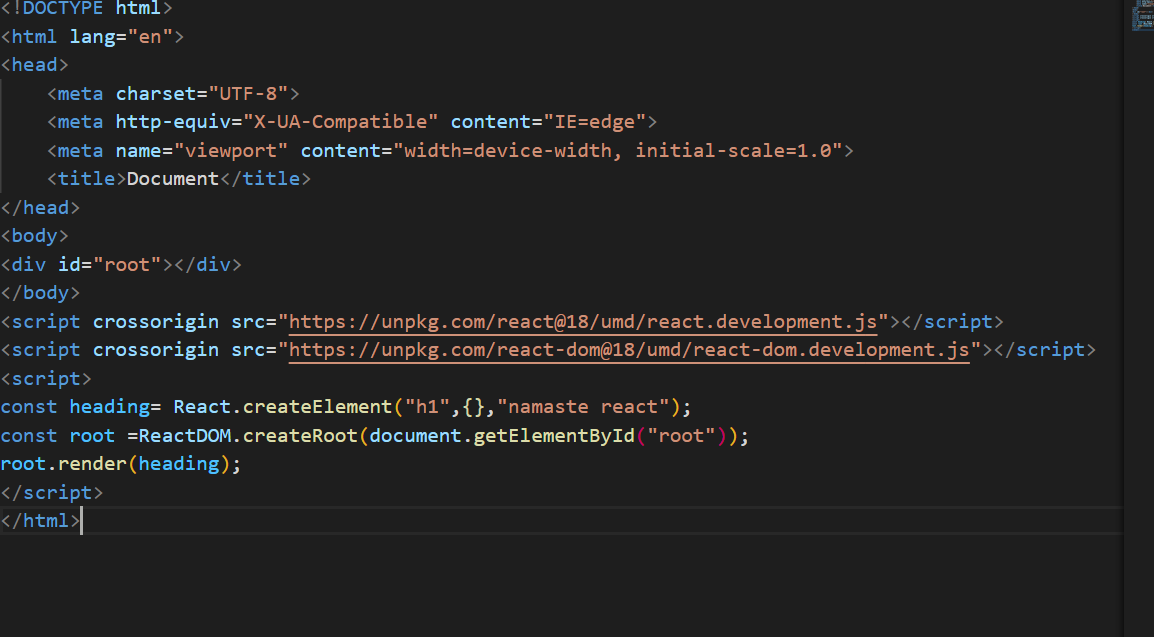 <!DOCTYPE html>
<html lang="en">
<head>
    <meta charset="UTF-8">
    <meta http-equiv="X-UA-Compatible" content="IE=edge">
    <meta name="viewport" content="width=device-width, initial-scale=1.0">
    <title>Document</title>
</head>
<body>
<div id="root"></div>
</body>
<script crossorigin src="https://unpkg.com/react@18/umd/react.development.js"></script>
<script crossorigin src="https://unpkg.com/react-dom@18/umd/react-dom.development.js"></script>
<script>
const heading= React.createElement("h1",{},"namaste react");
const root =ReactDOM.createRoot(document.getElementById("root"));
root.render(heading);
</script>
</html>